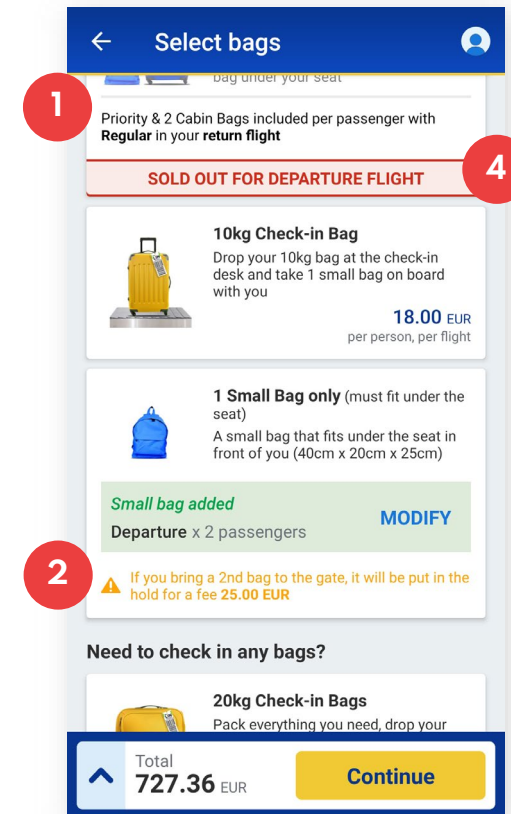 Select bags
bag under your seat
1
Priority & 2 Cabin Bags included per passenger with
Regular in your return flight
4
SOLD OUT FOR DEPARTURE FLIGHT
10kg Check-in Bag
Drop your 10kg bag at the check-in
desk and take 1 small bag on board
with you
18.00 EUR
per person, per flight
1 Small Bag only (must fit under the
seat)
A small bag that fits under the seat in
front of you (40cm x 20cm x 25cm)
Small bag added
Departure x 2 passengers
MODIFY
2
If you bring a 2nd bag to the gate, it will be put in the
hold for a fee 25.00 EUR
Need to check in any bags?
20kg Check-in Bags
Pack everything you need, drop your
Total
727.36 EUR
Continue